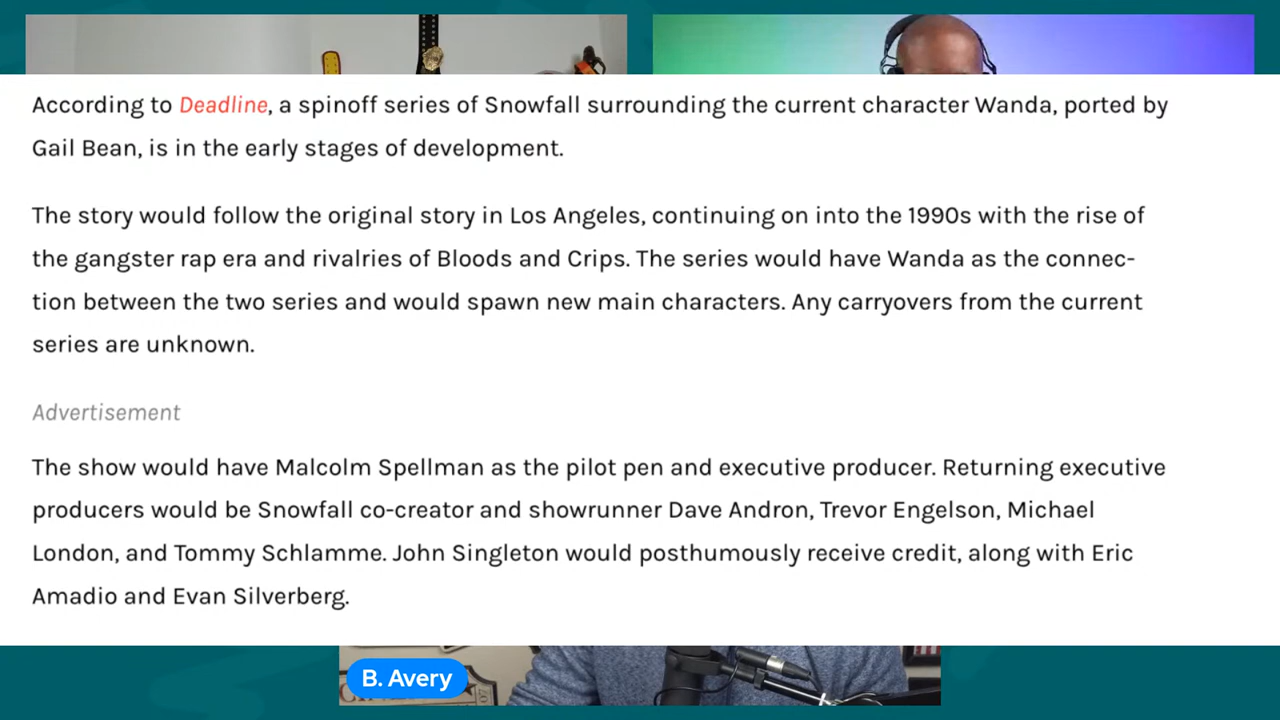 According to Deadline, a spinoff series of Snowfall surrounding the current character Wanda, ported by
Gail Bean, is in the early stages of development.
The story would follow the original story in Los Angeles, continuing on into the 1990s with the rise of
the gangster rap era and rivalries of Bloods and Crips. The series would have Wanda as the connec-
tion between the two series and would spawn new main characters. Any carryovers from the current
series are unknown.
Advertisement
The show would have Malcolm Spellman as the pilot pen and executive producer. Returning executive
producers would be Snowfall co-creator and showrunner Dave Andron, Trevor Engelson, Michael
London, and Tommy Schlamme. John Singleton would posthumously receive credit, along with Eric
Amadio and Evan Silverberg.
B. Avery